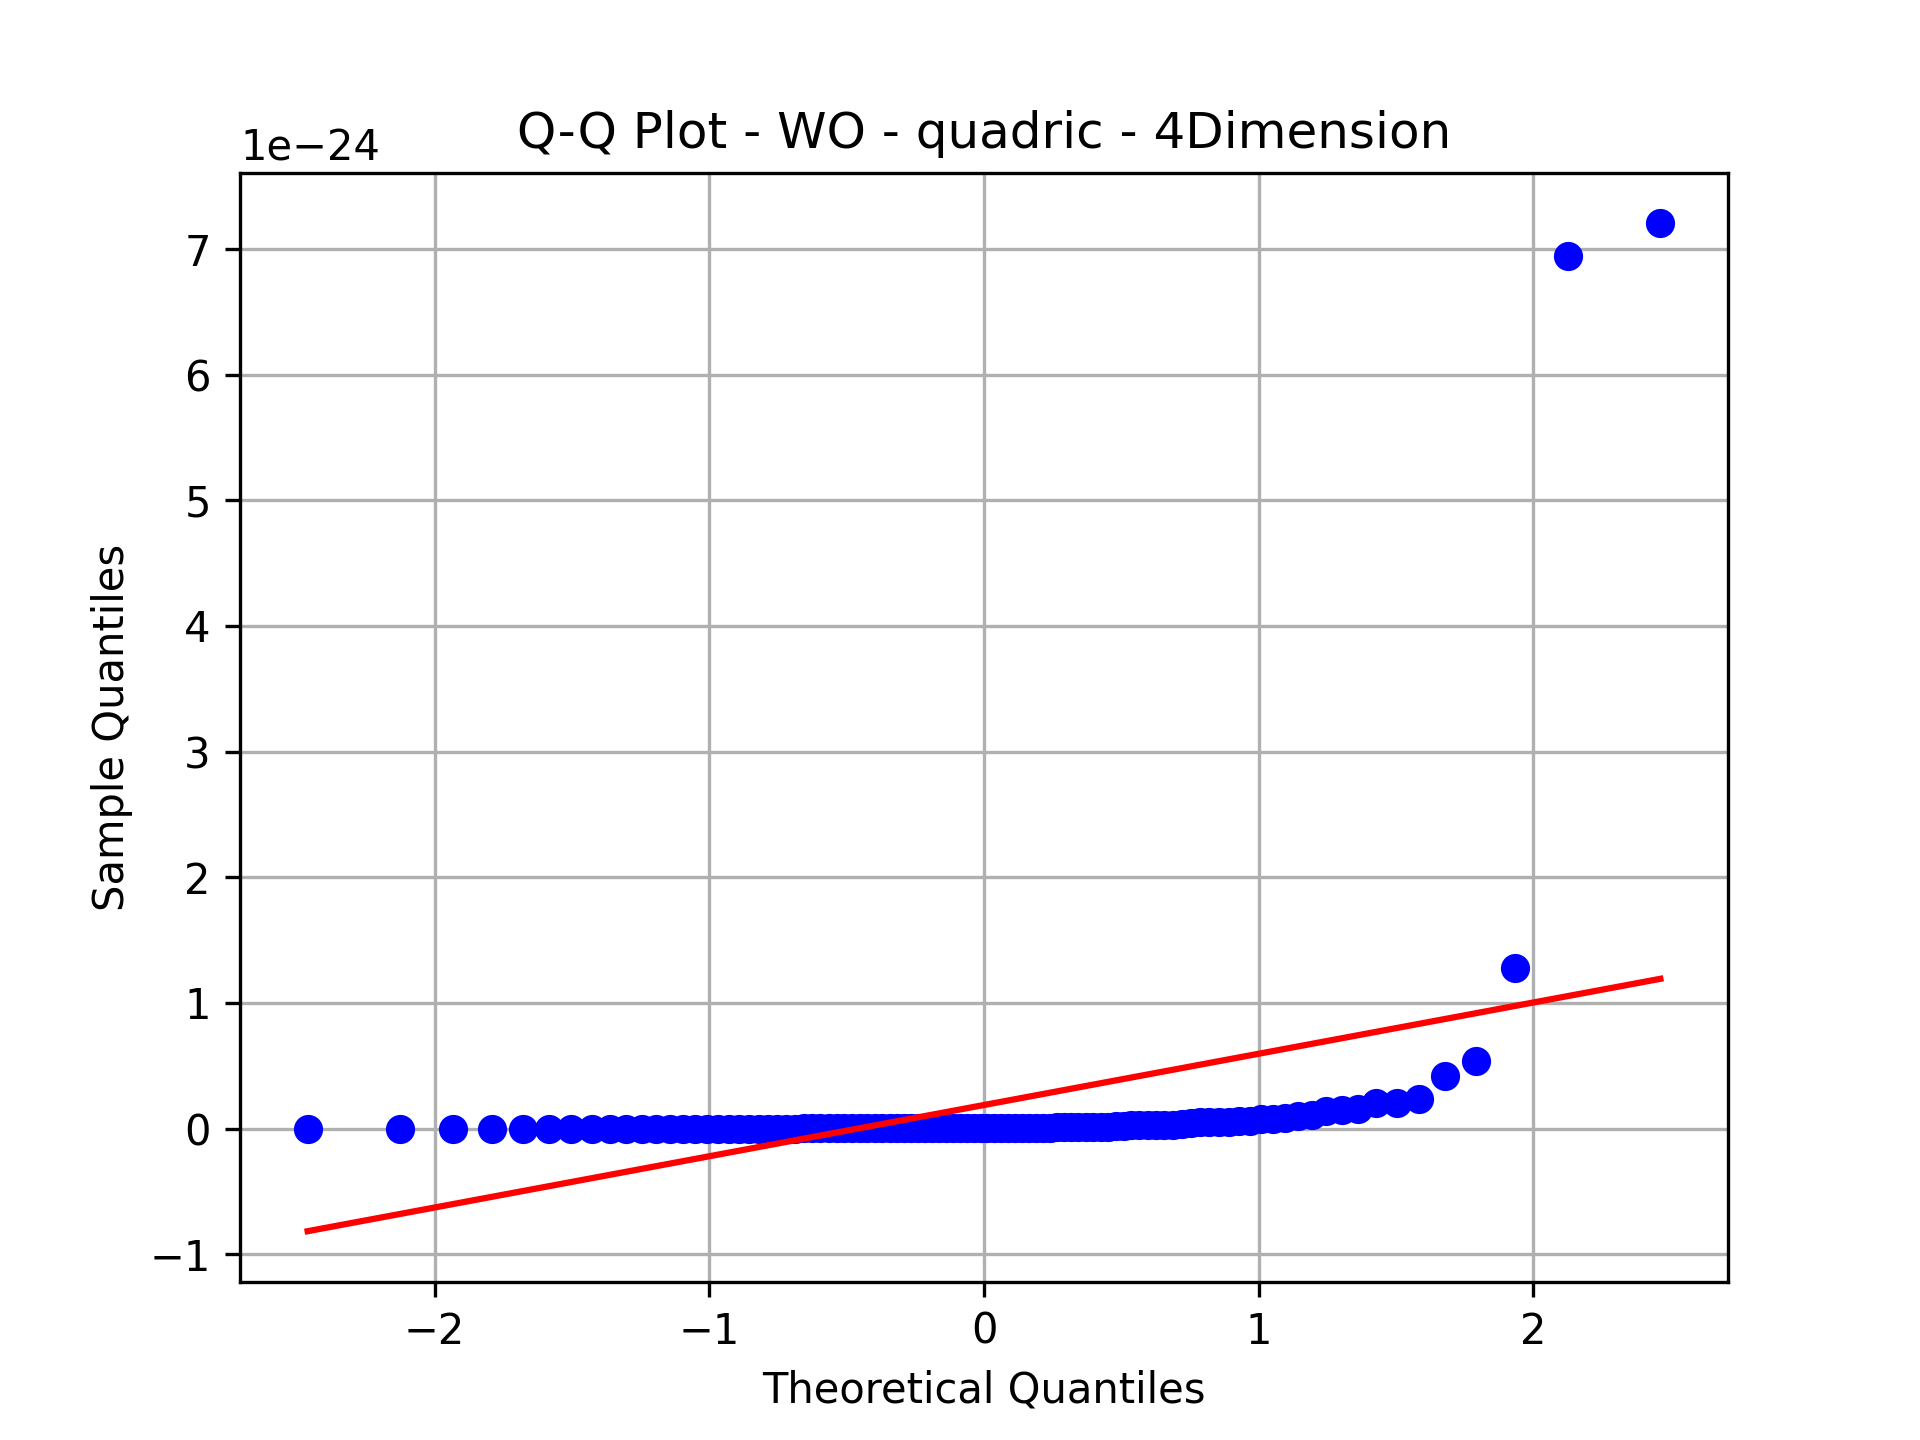 Q-Q Plot - WO - quadric - 4Dimension
1e−24
7
6
5
4
3
2
1
0
−1
Sample Quantiles
−2 −1 0 1 2
Theoretical Quantiles